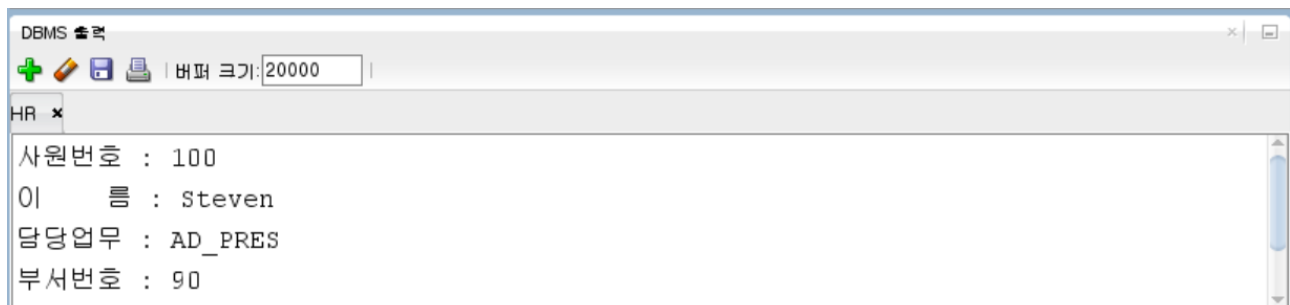 DBMS 출력
버퍼 크기: 20000
HR
사원번호 : 100
이    름 : Steven
담당업무 : AD_PRES
부서번호 : 90